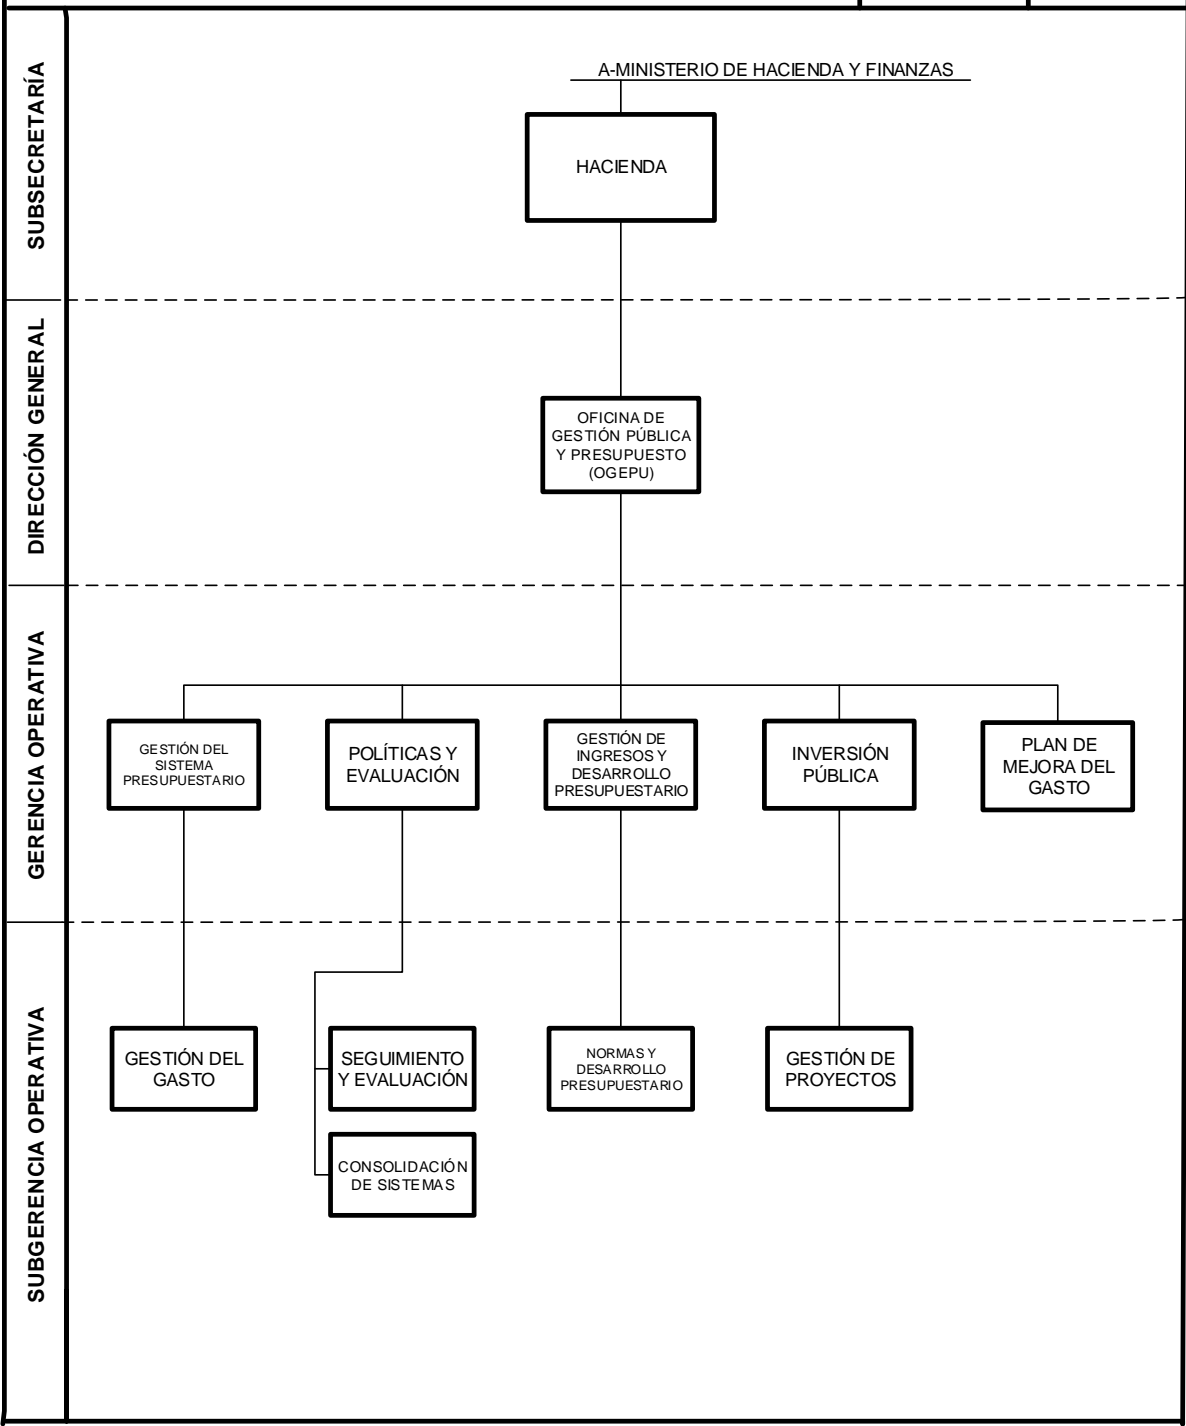 SUBSECRETARÍA
A-MINISTERIO DE HACIENDA Y FINANZAS
HACIENDA
DIRECCIÓN GENERAL
OFICINA DE
GESTIÓN PÚBLICA
Y PRESUPUESTO
(OGEPU)
GERENCIA OPERATIVA
GESTIÓN DEL
SISTEMA
PRESUPUESTARIO
POLÍTICAS Y
EVALUACIÓN
GESTIÓN DE
INGRESOS Y
DESARROLLO
PRESUPUESTARIO
INVERSIÓN
PÚBLICA
PLAN DE
MEJORA DEL
GASTO
SUBGERENCIA OPERATIVA
GESTIÓN DEL
GASTO
SEGUIMIENTO
Y EVALUACIÓN
NORMAS Y
DESARROLLO
PRESUPUESTARIO
GESTIÓN DE
PROYECTOS
CONSOLIDACIÓN
DE SISTEMAS